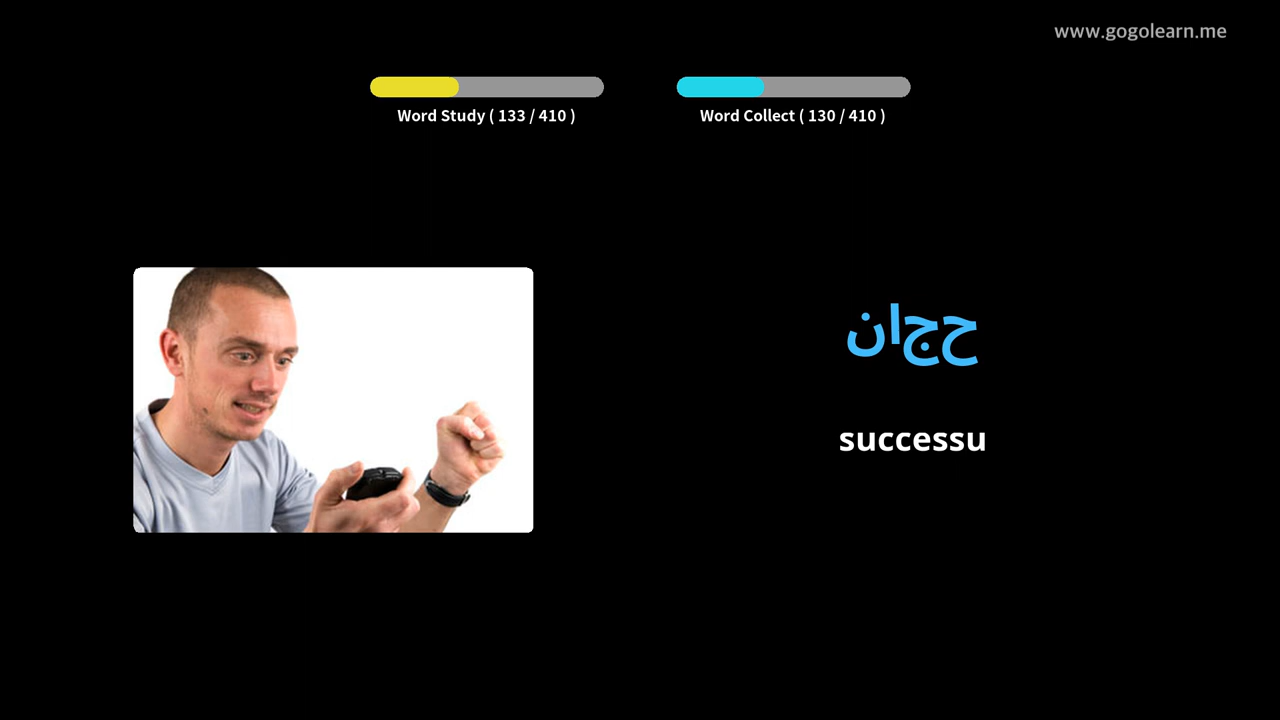 www.gogolearn.me
Word Study ( 133 / 410 )
Word Collect ( 130 / 410 )
حجان
successu